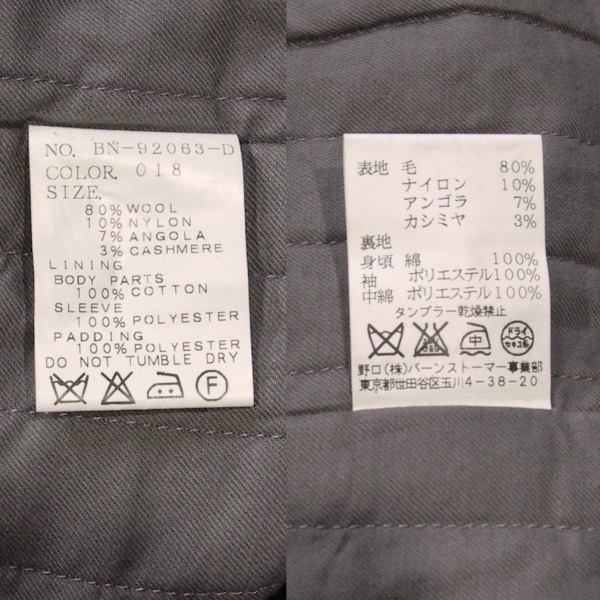 NO. BN-92063-D
COLOR. 018
SIZE.
80% WOOL
10% NYLON
7% ANGOLA
3% CASHMERE
LINING
BODY PARTS
100% COTTON
SLEEVE
100% POLYESTER
PADDING
100% POLYESTER
DO NOT TUMBLE DRY
F
表地 毛 80%
ナイロン 10%
アンゴラ 7%
カシミヤ 3%
裏地
身頃 綿 100%
袖 ポリエステル100%
中綿 ポリエステル100%
タンブラー乾燥禁止
中 ドライ
野口(株)バーンストーマー事業部
東京都世田谷区玉川4-38-20